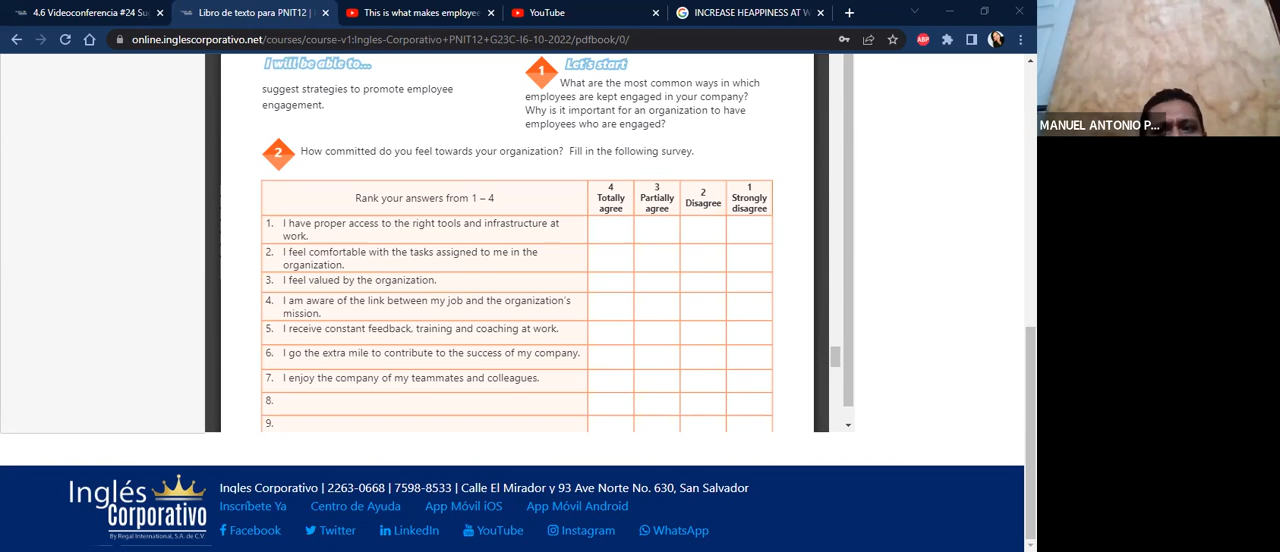 4.6 Videoconferencia #24 Su
Libro de texto para PNIT12 |
This is what makes employee
YouTube
INCREASE HEAPPINESS AT W
online.inglescorporativo.net/courses/course-v1:Ingles-Corporativo+PNIT12+G23C-I6-10-2022/pdfbook/0/
ABP
MANUEL ANTONIO P...
I will be able to...
suggest strategies to promote employee
engagement.
1
Let's start
What are the most common ways in which
employees are kept engaged in your company?
Why is it important for an organization to have
employees who are engaged?
2
How committed do you feel towards your organization? Fill in the following survey.
Rank your answers from 1 – 4
4
Totally
agree
3
Partially
agree
2
Disagree
1
Strongly
disagree
1. I have proper access to the right tools and infrastructure at
work.
2. I feel comfortable with the tasks assigned to me in the
organization.
3. I feel valued by the organization.
4. I am aware of the link between my job and the organization's
mission.
5. I receive constant feedback, training and coaching at work.
6. I go the extra mile to contribute to the success of my company.
7. I enjoy the company of my teammates and colleagues.
8.
9.
Inglés
Corporativo
By Regal International, S.A. de C.V.
Ingles Corporativo | 2263-0668 | 7598-8533 | Calle El Mirador y 93 Ave Norte No. 630, San Salvador
Inscríbete Ya
Centro de Ayuda
App Móvil iOS
App Móvil Android
Facebook
Twitter
LinkedIn
YouTube
Instagram
WhatsApp